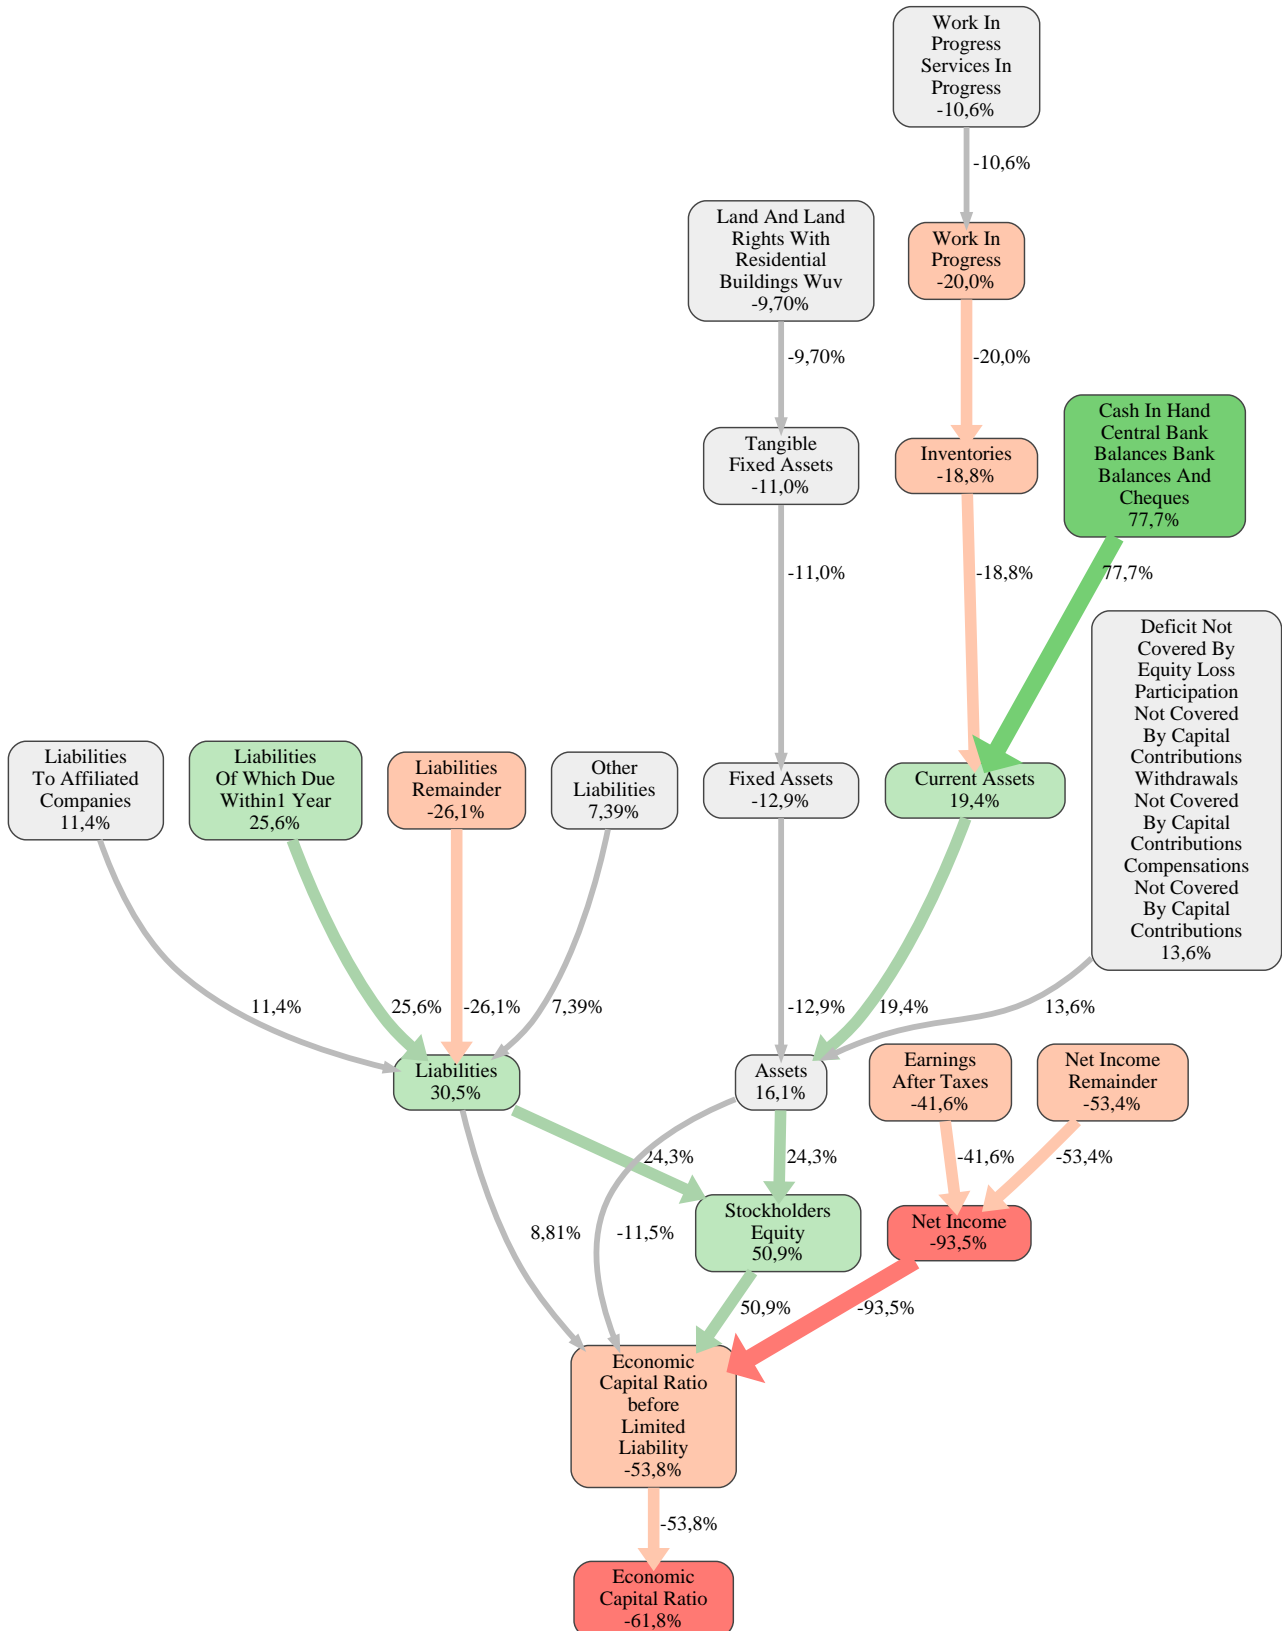 Work In
Progress
Services In
Progress
-10,6%
-10,6%
Land And Land
Rights With
Residential
Buildings Wuv
-9,70%
Work In
Progress
-20,0%
-9,70%
-20,0%
Cash In Hand
Central Bank
Balances Bank
Balances And
Cheques
77,7%
Tangible
Fixed Assets
-11,0%
Inventories
-18,8%
-11,0%
-18,8%
77,7%
Deficit Not
Covered By
Equity Loss
Participation
Not Covered
By Capital
Contributions
Withdrawals
Not Covered
By Capital
Contributions
Compensations
Not Covered
By Capital
Contributions
13,6%
Liabilities
To Affiliated
Companies
11,4%
Liabilities
Of Which Due
Within1 Year
25,6%
Liabilities
Remainder
-26,1%
Other
Liabilities
7,39%
Fixed Assets
-12,9%
Current Assets
19,4%
11,4%
25,6%
-26,1%
7,39%
-12,9%
19,4%
13,6%
Liabilities
30,5%
Assets
16,1%
Earnings
After Taxes
-41,6%
Net Income
Remainder
-53,4%
24,3%
24,3%
-41,6%
-53,4%
8,81%
-11,5%
Stockholders
Equity
50,9%
Net Income
-93,5%
50,9%
-93,5%
Economic
Capital Ratio
before
Limited
Liability
-53,8%
-53,8%
Economic
Capital Ratio
-61,8%